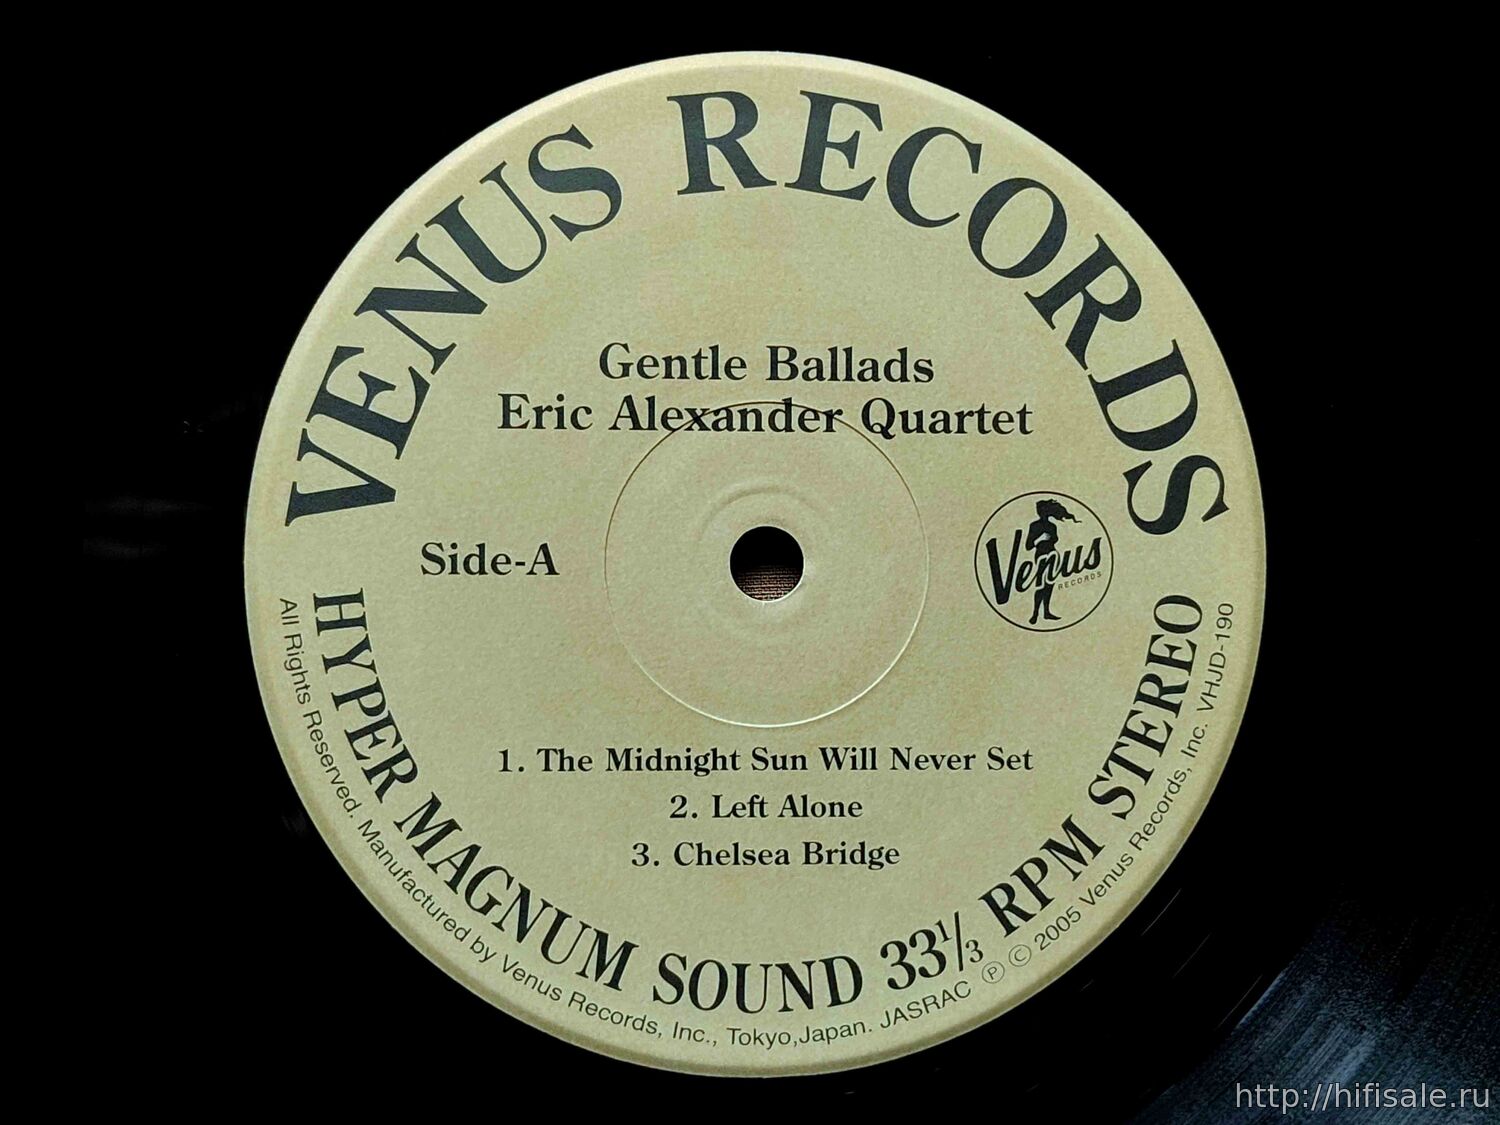 VENUS RECORDS
Gentle Ballads
Eric Alexander Quartet
Side-A
Venus
RECORDS
1. The Midnight Sun Will Never Set
2. Left Alone
3. Chelsea Bridge
HYPER MAGNUM SOUND 33⅓ RPM STEREO
All Rights Reserved. Manufactured by Venus Records, Inc., Tokyo,Japan. JASRAC Ⓟ Ⓒ 2005 Venus Records, Inc. VHJD-190
http://hifisale.ru